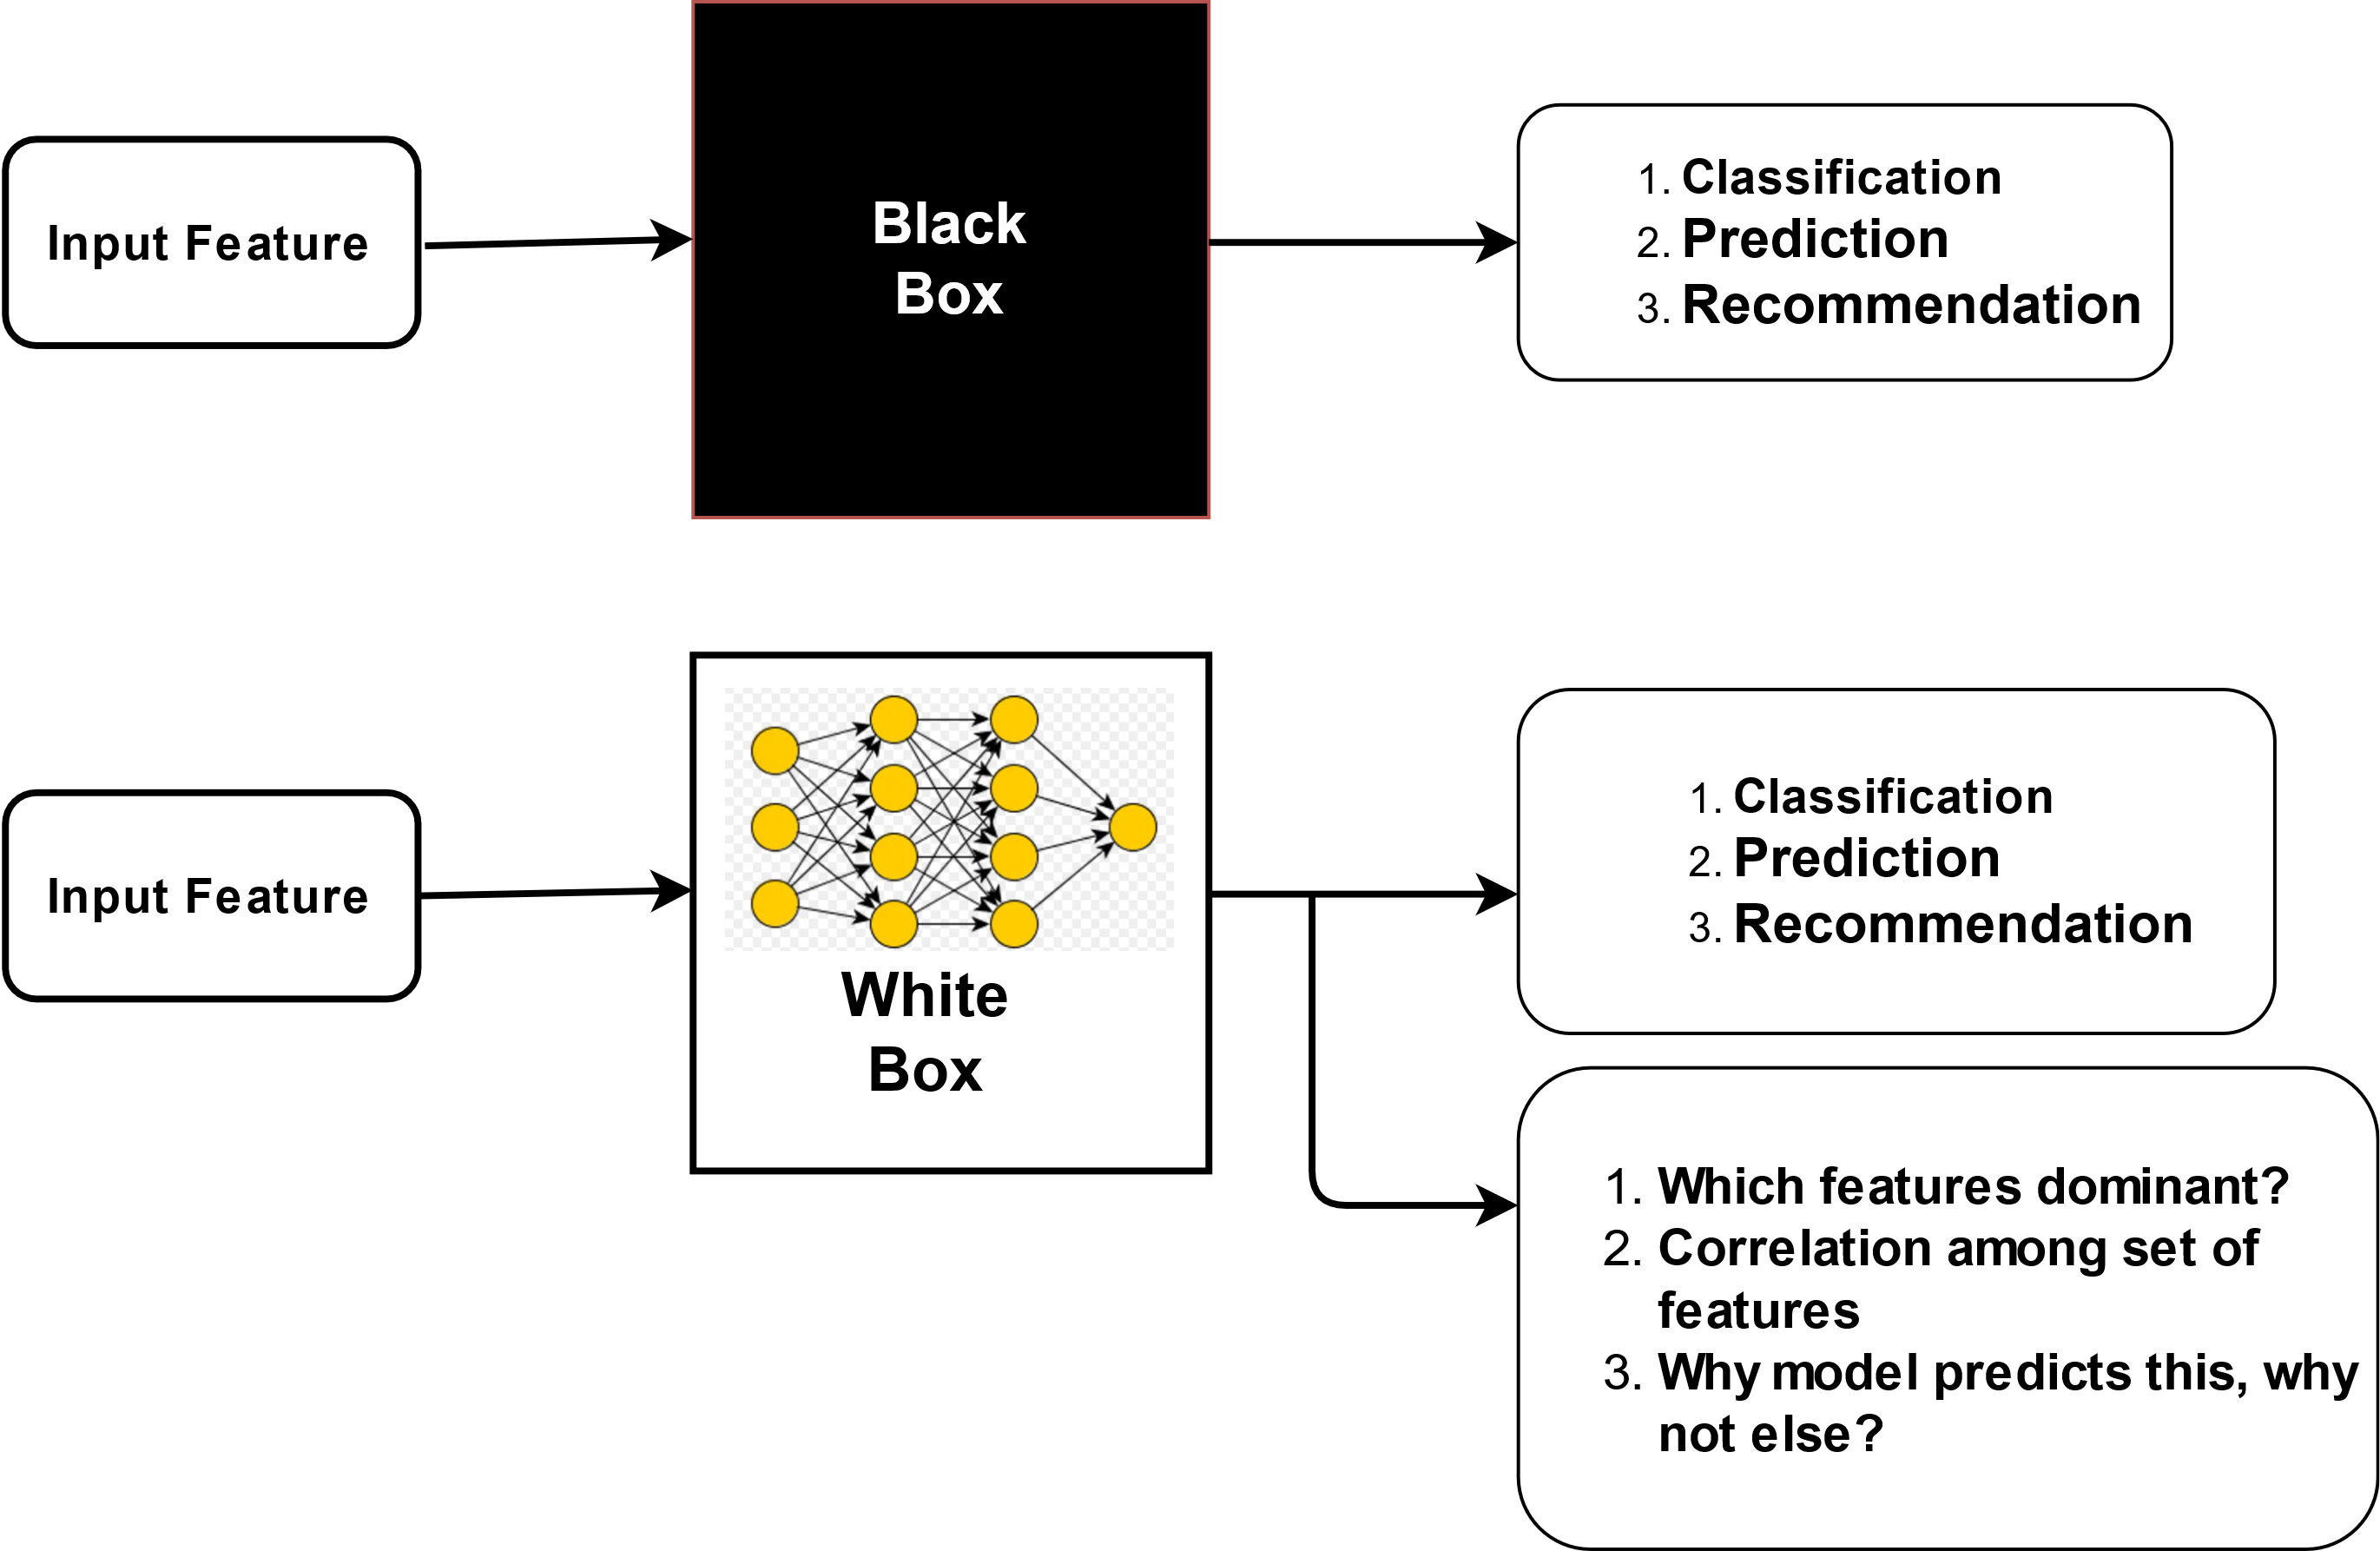 Input Feature
Black
Box
1. Classification
2. Prediction
3. Recommendation
Input Feature
White
Box
1. Classification
2. Prediction
3. Recommendation
1. Which features dominant?
2. Correlation among set of
features
3. Why model predicts this, why
not else?